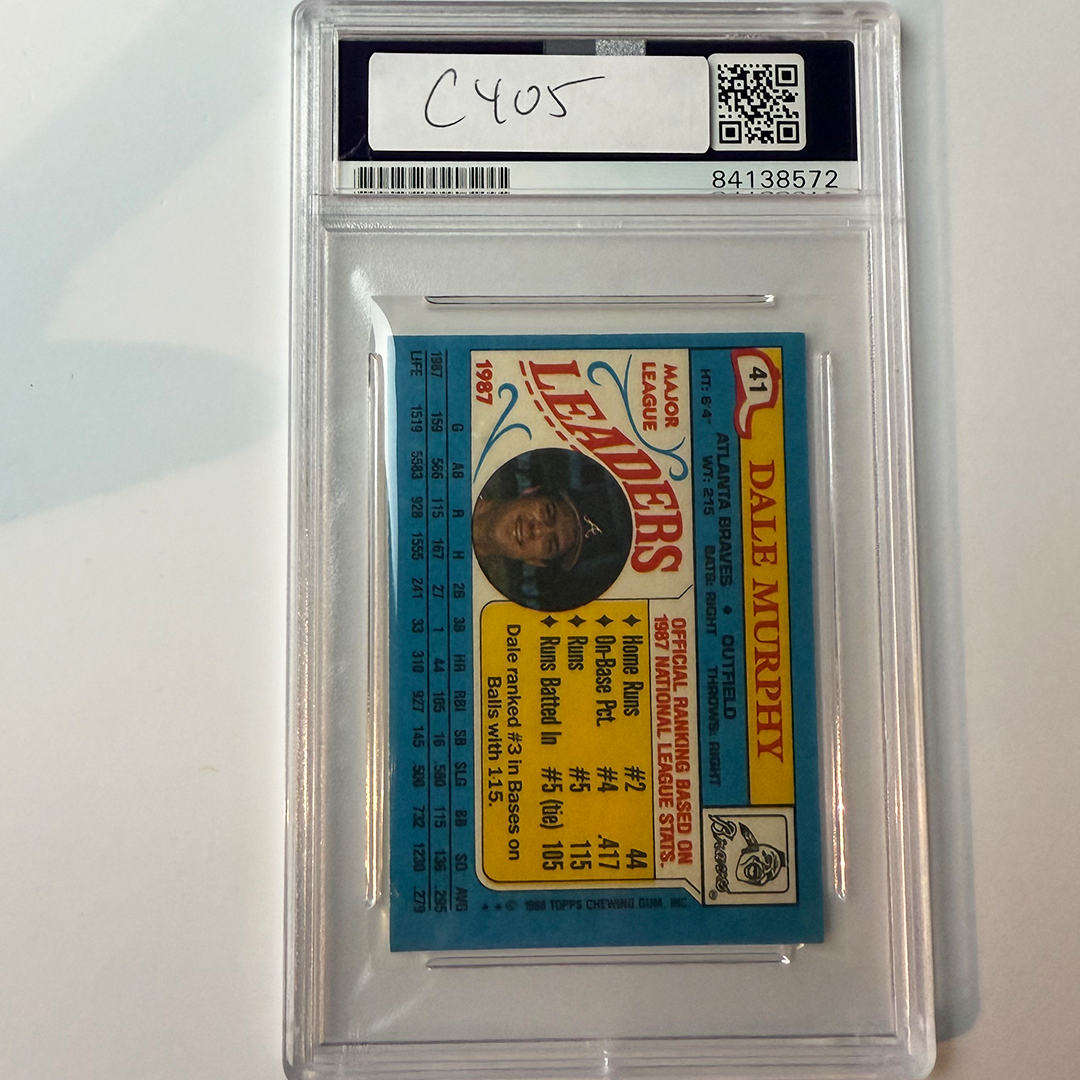 C405
84138572
41
DALE MURPHY
ATLANTA BRAVES ♦ OUTFIELD
HT: 6'4" WT: 215 BATS: RIGHT THROWS: RIGHT
Braves
MAJOR
LEAGUE
LEADERS
1987
OFFICIAL RANKING BASED ON
1987 NATIONAL LEAGUE STATS.
♦ Home Runs #2 44
♦ On-Base Pct. #4 .417
♦ Runs #5 115
♦ Runs Batted In #5 (tie) 105
Dale ranked #3 in Bases on
Balls with 115.
G AB R H 2B 3B HR RBI SB SLG BB SO AVG
1987 159 566 115 167 27 1 44 105 16 .580 115 136 .295
LIFE 1519 5583 928 1555 241 33 310 927 145 .500 732 1230 .279
**© 1988 TOPPS CHEWING GUM, INC.